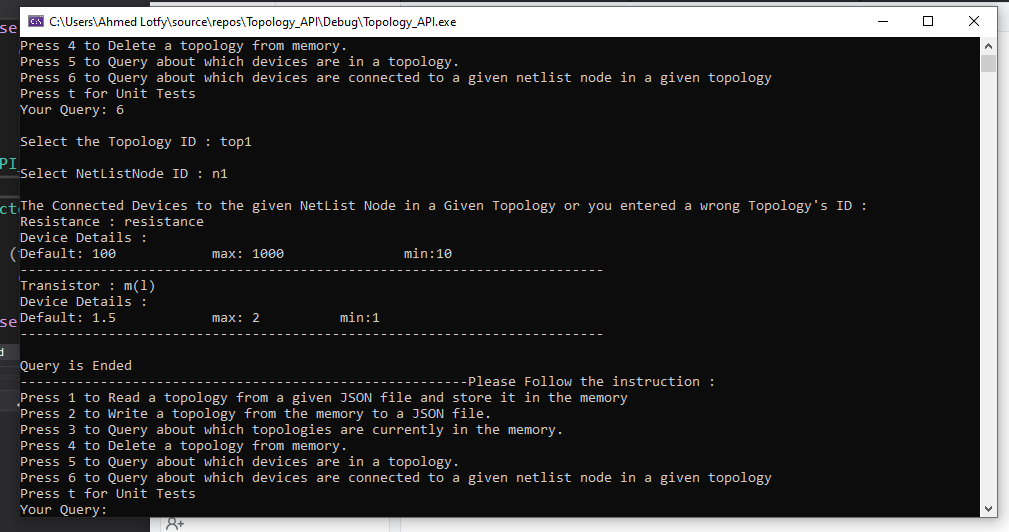 C:\Users\Ahmed Lotfy\source\repos\Topology_API\Debug\Topology_API.exe
Press 4 to Delete a topology from memory.
Press 5 to Query about which devices are in a topology.
Press 6 to Query about which devices are connected to a given netlist node in a given topology
Press t for Unit Tests
Your Query: 6
Select the Topology ID : top1
Select NetListNode ID : n1
The Connected Devices to the given NetList Node in a Given Topology or you entered a wrong Topology's ID :
Resistance : resistance
Device Details :
Default: 100 max: 1000 min:10
-------------------------------------------------------------------------
Transistor : m(l)
Device Details :
Default: 1.5 max: 2 min:1
-------------------------------------------------------------------------
Query is Ended
--------------------------------------------------------Please Follow the instruction :
Press 1 to Read a topology from a given JSON file and store it in the memory
Press 2 to Write a topology from the memory to a JSON file.
Press 3 to Query about which topologies are currently in the memory.
Press 4 to Delete a topology from memory.
Press 5 to Query about which devices are in a topology.
Press 6 to Query about which devices are connected to a given netlist node in a given topology
Press t for Unit Tests
Your Query: